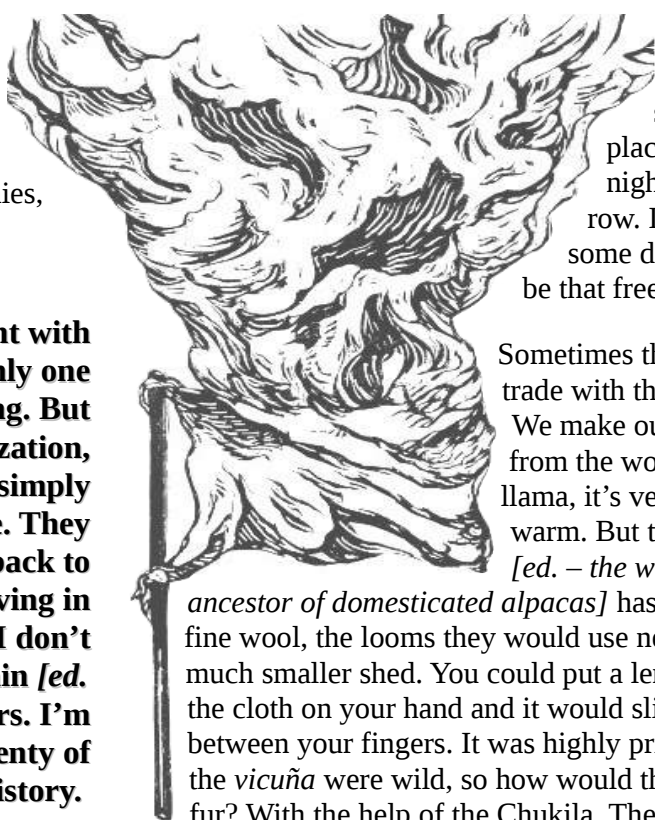 ies,
nt with
nly one
ng. But
zation,
simply
e. They
back to
ving in
I don't
in [ed.
rs. I'm
enty of
istory.
plac
nigh
row. I
some d
be that free
Sometimes th
trade with th
We make ou
from the wo
llama, it's ve
warm. But t
[ed. – the w
ancestor of domesticated alpacas] has
fine wool, the looms they would use ne
much smaller shed. You could put a le
the cloth on your hand and it would sli
between your fingers. It was highly pr
the vicuña were wild, so how would th
fur? With the help of the Chukila. The